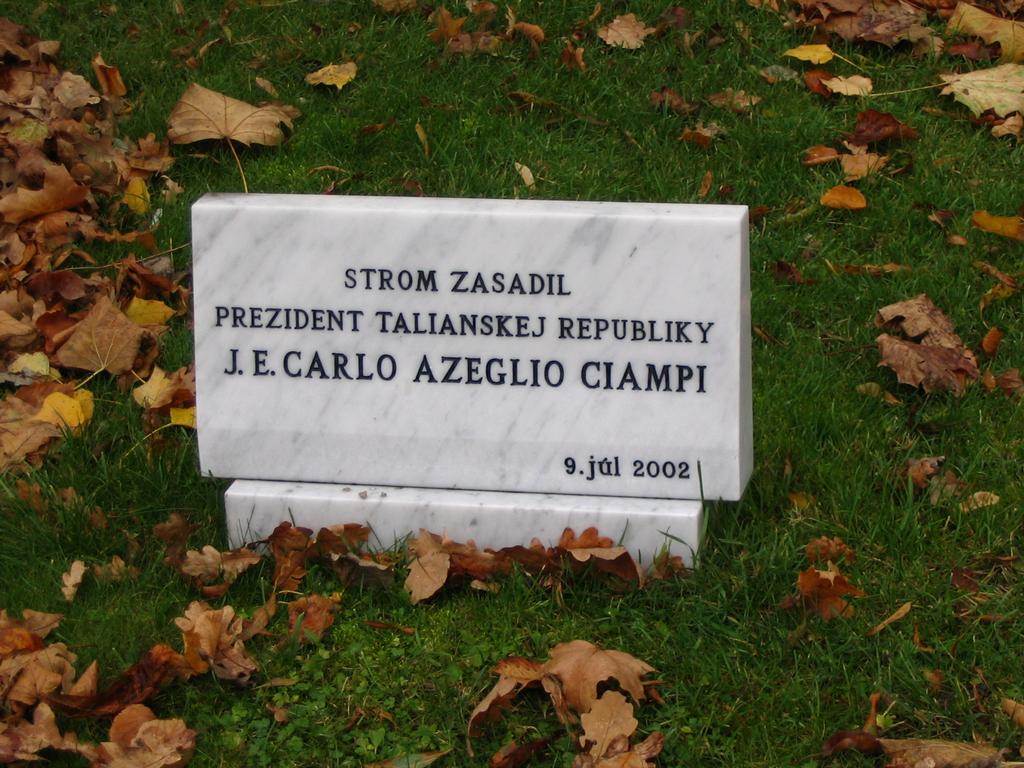 STROM ZASADIL
PREZIDENT TALIANSKEJ REPUBLIKY
J. E. CARLO AZEGLIO CIAMPI
9. júl 2002